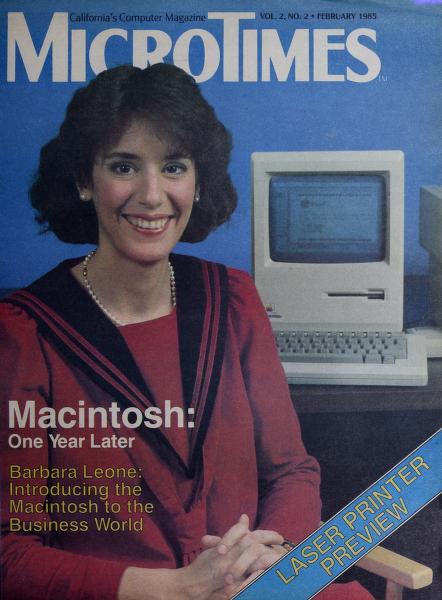 California's Computer Magazine
VOL. 2, NO. 2 • FEBRUARY 1985
MICROTIMES
TM
Macintosh:
One Year Later
Barbara Leone:
Introducing the
Macintosh to the
Business World
LASER PRINTER
PREVIEW